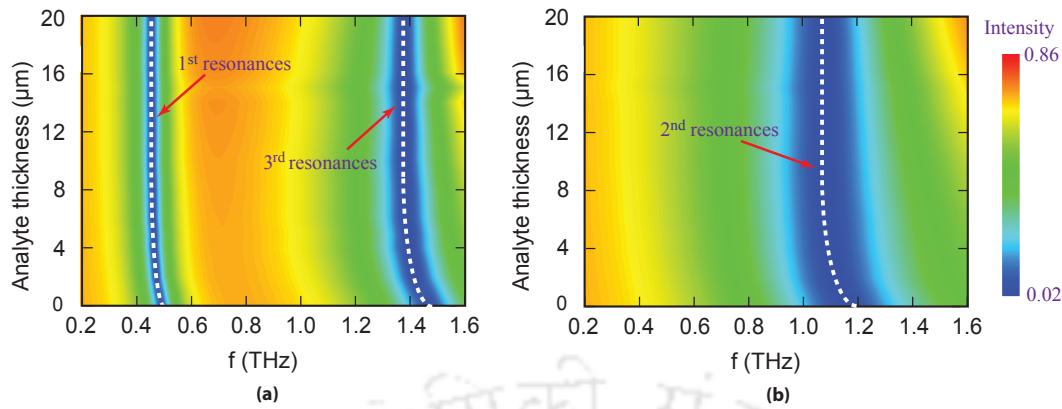 20
16
12
8
4
0
Analyte thickness (µm)
1st resonances
3rd resonances
0.2 0.4 0.6 0.8 1.0 1.2 1.4 1.6
f (THz)
(a)
20
16
12
8
4
0
Analyte thickness (µm)
2nd resonances
0.2 0.4 0.6 0.8 1.0 1.2 1.4 1.6
f (THz)
(b)
Intensity
0.86
0.02